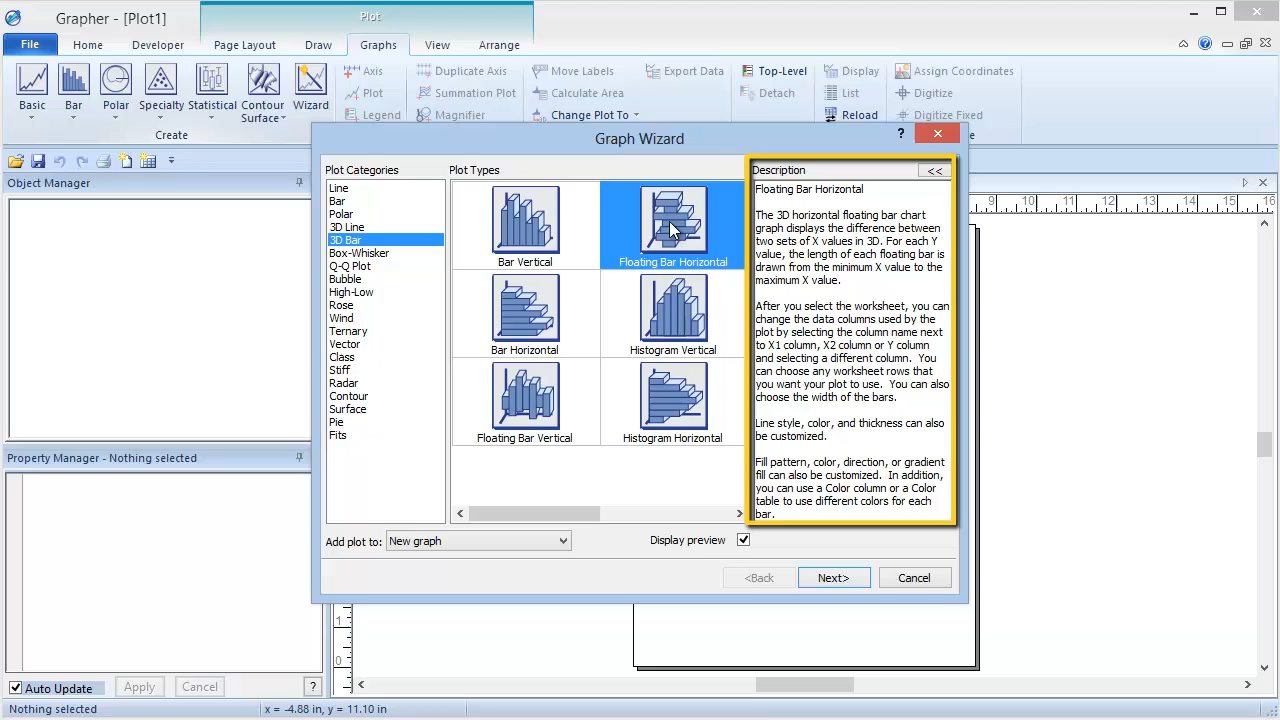 Grapher - [Plot1]
Plot
File
Home
Developer
Page Layout
Draw
Graphs
View
Arrange
Basic
Bar
Polar
Specialty
Statistical
Contour
Surface
Wizard
Create
Axis
Plot
Legend
Duplicate Axis
Summation Plot
Magnifier
Move Labels
Calculate Area
Change Plot To
Export Data
Top-Level
Detach
Display
List
Reload
Assign Coordinates
Digitize
Digitize Fixed
Object Manager
Property Manager - Nothing selected
Graph Wizard
?
Plot Categories
Line
Bar
Polar
3D Line
3D Bar
Box-Whisker
Q-Q Plot
Bubble
High-Low
Rose
Wind
Ternary
Vector
Class
Stiff
Radar
Contour
Surface
Pie
Fits
Plot Types
Bar Vertical
Floating Bar Horizontal
Bar Horizontal
Histogram Vertical
Floating Bar Vertical
Histogram Horizontal
Description
<<
Floating Bar Horizontal
The 3D horizontal floating bar chart
graph displays the difference between
two sets of X values in 3D. For each Y
value, the length of each floating bar is
drawn from the minimum X value to the
maximum X value.
After you select the worksheet, you can
change the data columns used by the
plot by selecting the column name next
to X1 column, X2 column or Y column
and selecting a different column. You
can choose any worksheet rows that
you want your plot to use. You can also
choose the width of the bars.
Line style, color, and thickness can also
be customized.
Fill pattern, color, direction, or gradient
fill can also be customized. In addition,
you can use a Color column or a Color
table to use different colors for each
bar.
Add plot to:
New graph
Display preview
<Back
Next>
Cancel
9 10 11 12 13 14 15 16
1
0
Auto Update
Apply
Cancel
?
Nothing selected
x = -4.88 in, y = 11.10 in